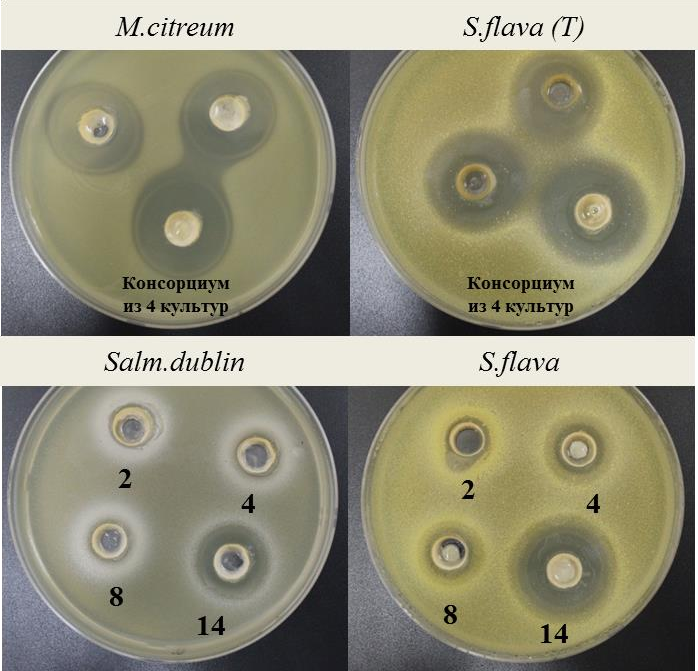 M.citreum
S.flava (T)
Консорциум
из 4 культур
Консорциум
из 4 культур
Salm.dublin
S.flava
2
4
8
14
2
4
8
14